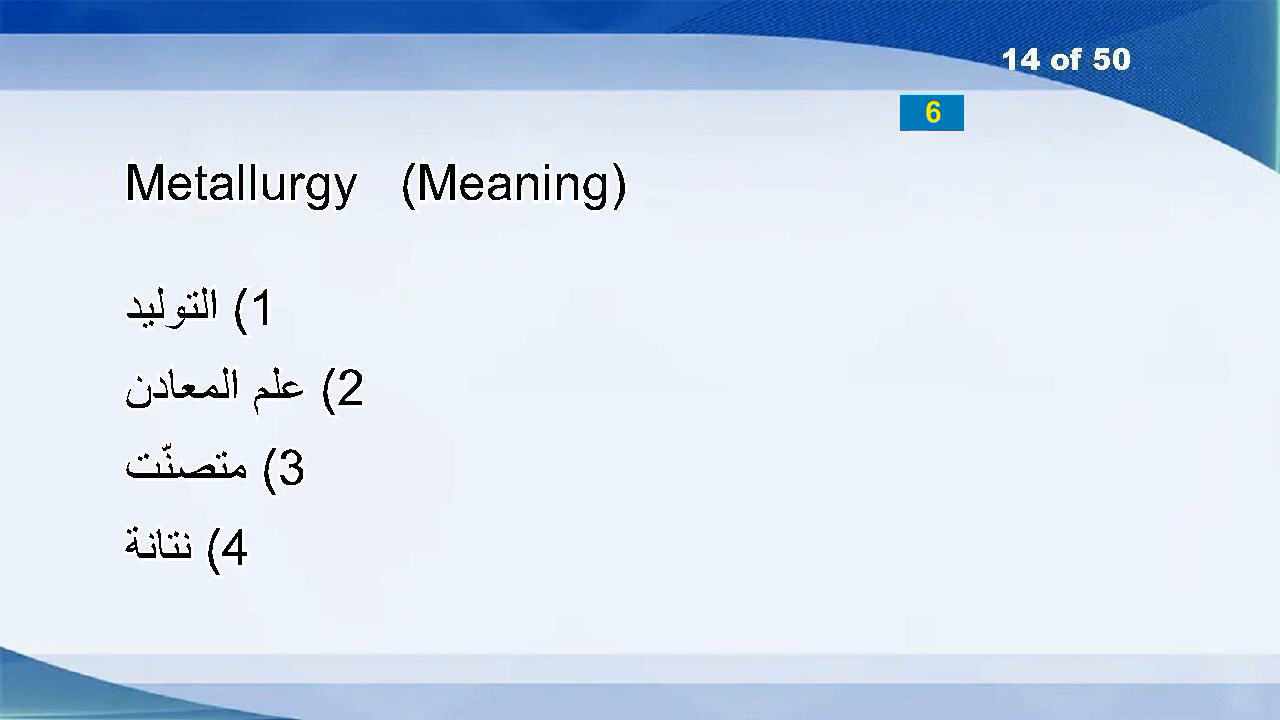 14 of 50
6
Metallurgy (Meaning)
1) التوليد
2) علم المعادن
3) متصنّت
4) نتانة